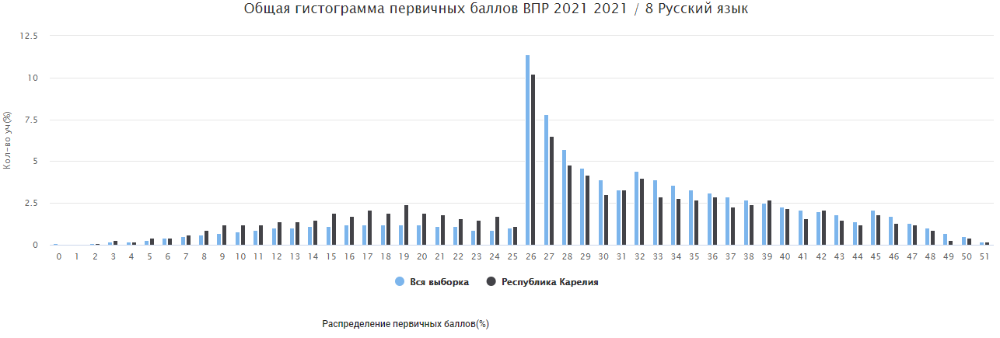 Общая гистограмма первичных баллов ВПР 2021 2021 / 8 Русский язык
Кол-во уч(%)
12.5
10
7.5
5
2.5
0
0 1 2 3 4 5 6 7 8 9 10 11 12 13 14 15 16 17 18 19 20 21 22 23 24 25 26 27 28 29 30 31 32 33 34 35 36 37 38 39 40 41 42 43 44 45 46 47 48 49 50 51
Вся выборка Республика Карелия
Распределение первичных баллов(%)